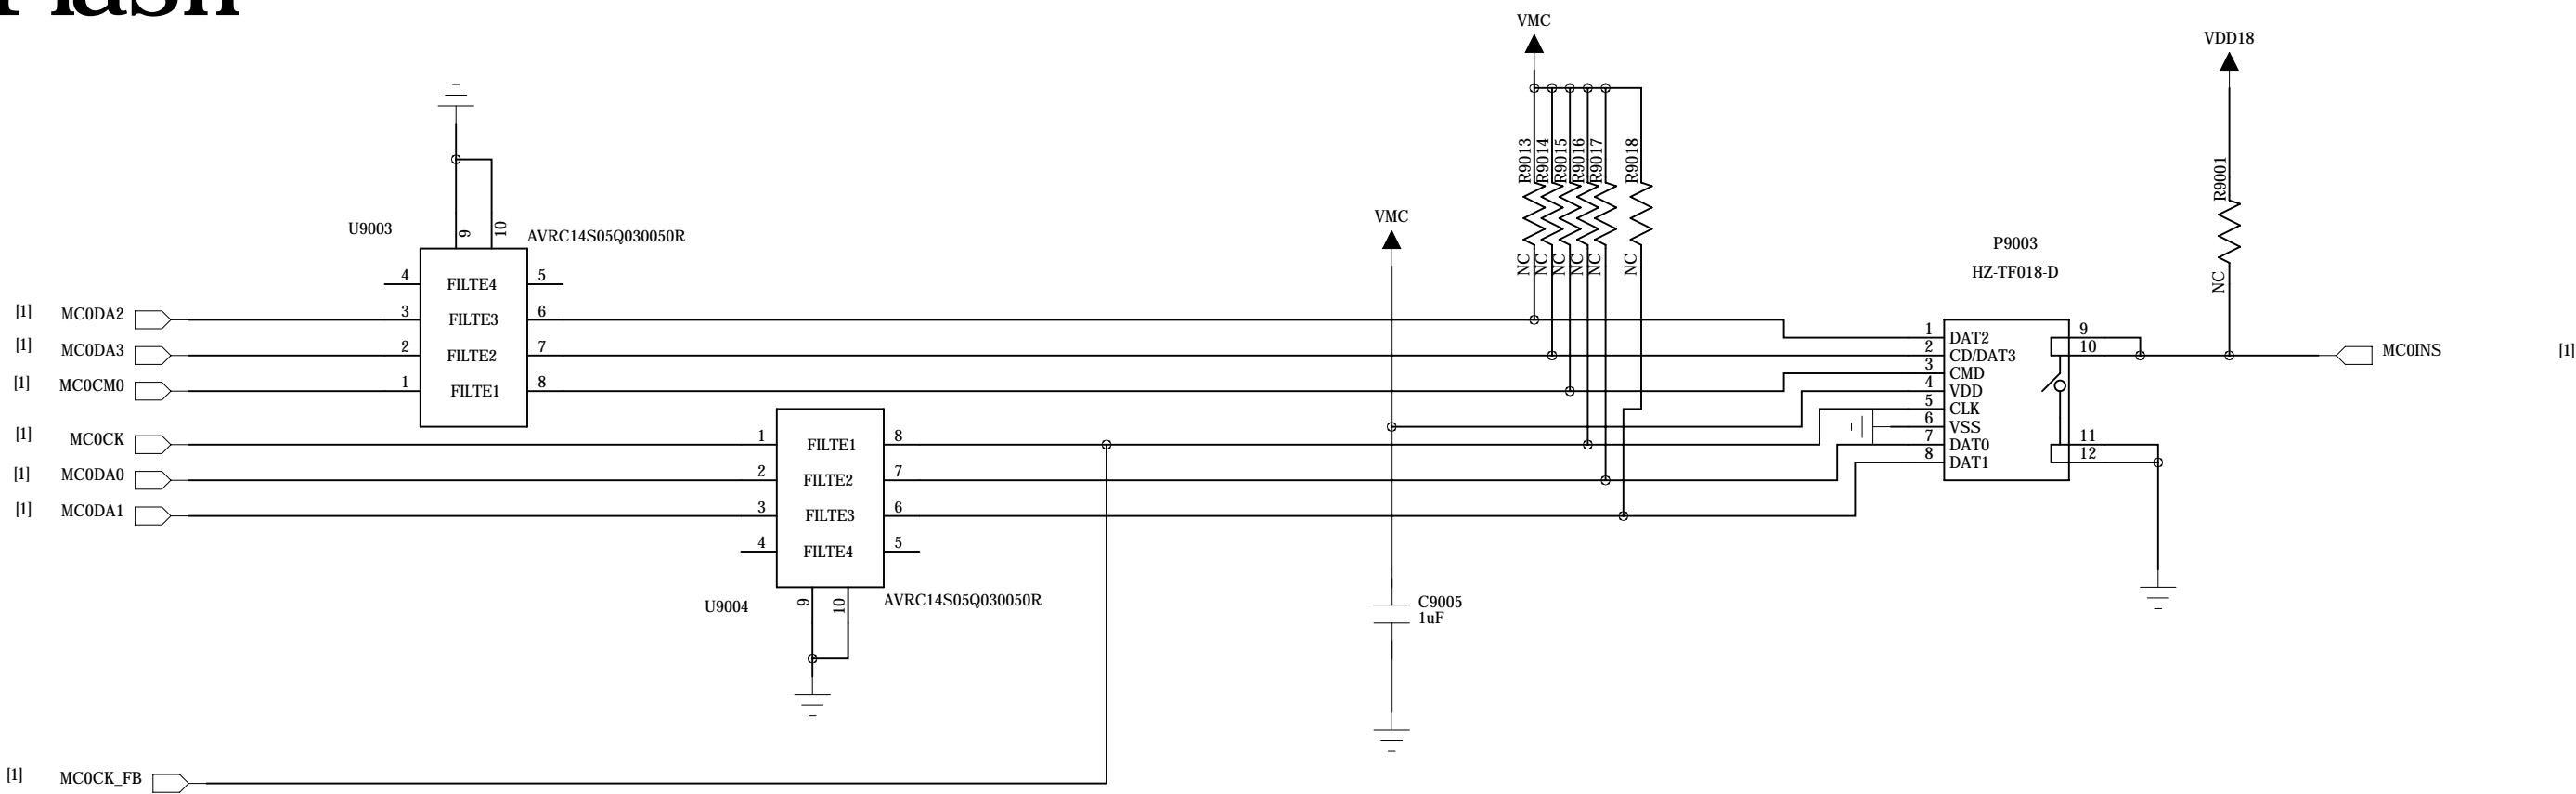 Flash
VMC
VDD18
R9013
R9014
R9015
R9016
R9017
R9018
NC
NC
NC
NC
NC
NC
R9001
NC
VMC
U9003
9
10
AVRC14S05Q030050R
4 FILTE4 5
3 FILTE3 6
2 FILTE2 7
1 FILTE1 8
[1] MC0DA2
[1] MC0DA3
[1] MC0CM0
[1] MC0CK
[1] MC0DA0
[1] MC0DA1
1 FILTE1 8
2 FILTE2 7
3 FILTE3 6
4 FILTE4 5
U9004
9
10
AVRC14S05Q030050R
C9005
1uF
P9003
HZ-TF018-D
1 DAT2 9
2 CD/DAT3 10
3 CMD
4 VDD
5 CLK
6 VSS
7 DAT0 11
8 DAT1 12
MC0INS [1]
[1] MC0CK_FB